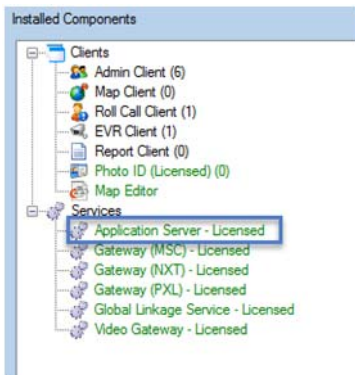 Installed Components
Clients
Admin Client (6)
Map Client (0)
Roll Call Client (1)
EVR Client (1)
Report Client (0)
Photo ID (Licensed) (0)
Map Editor
Services
Application Server - Licensed
Gateway (MSC) - Licensed
Gateway (NXT) - Licensed
Gateway (PXL) - Licensed
Global Linkage Service - Licensed
Video Gateway - Licensed